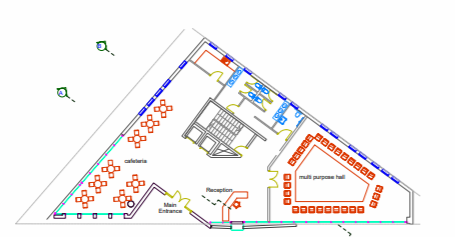 B
A
cafeteria
multi purpose hall
Reception
Main
Entrance